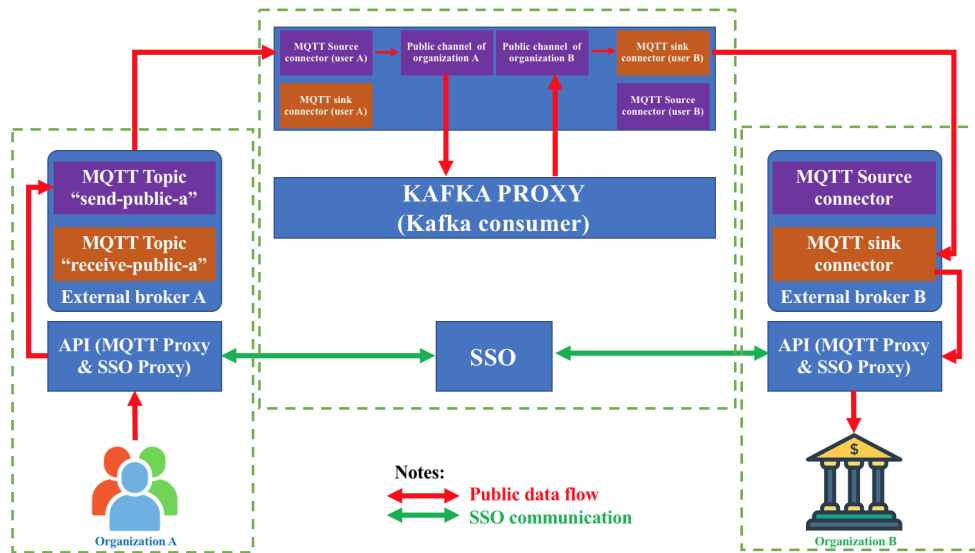 MQTT Source
connector (user A)
Public channel of
organization A
Public channel of
organization B
MQTT sink
connector (user B)
MQTT sink
connector (user A)
MQTT Source
connector (user B)
MQTT Topic
“send-public-a”
MQTT Topic
“receive-public-a”
External broker A
KAFKA PROXY
(Kafka consumer)
MQTT Source
connector
MQTT sink
connector
External broker B
API (MQTT Proxy
& SSO Proxy)
SSO
API (MQTT Proxy
& SSO Proxy)
$
Notes:
Public data flow
SSO communication
Organization A
Organization B